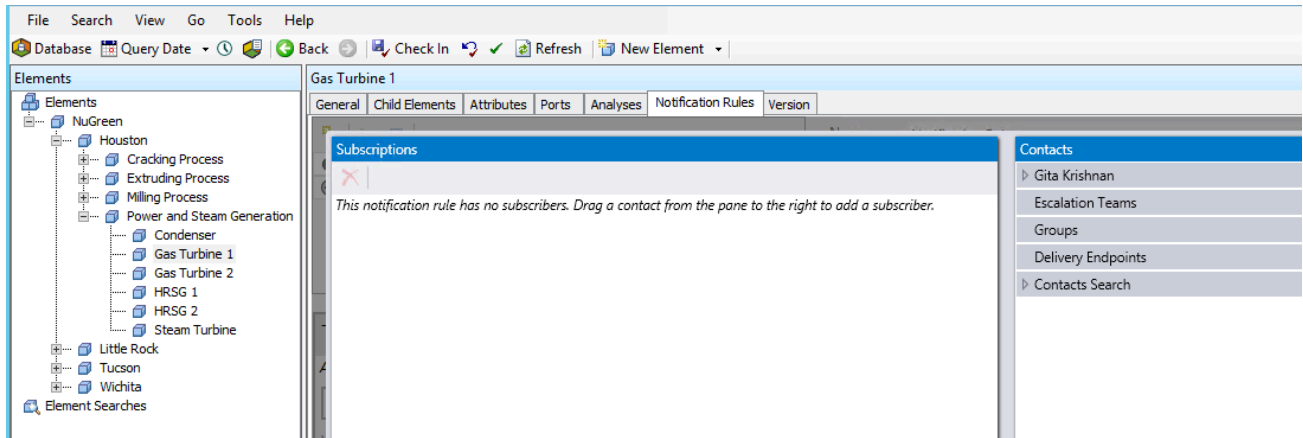 File Search View Go Tools Help
Database Query Date Back Check In Refresh New Element
Elements
Elements
NuGreen
Houston
Cracking Process
Extruding Process
Milling Process
Power and Steam Generation
Condenser
Gas Turbine 1
Gas Turbine 2
HRSG 1
HRSG 2
Steam Turbine
Little Rock
Tucson
Wichita
Element Searches
Gas Turbine 1
General Child Elements Attributes Ports Analyses Notification Rules Version
Subscriptions
This notification rule has no subscribers. Drag a contact from the pane to the right to add a subscriber.
Contacts
Gita Krishnan
Escalation Teams
Groups
Delivery Endpoints
Contacts Search